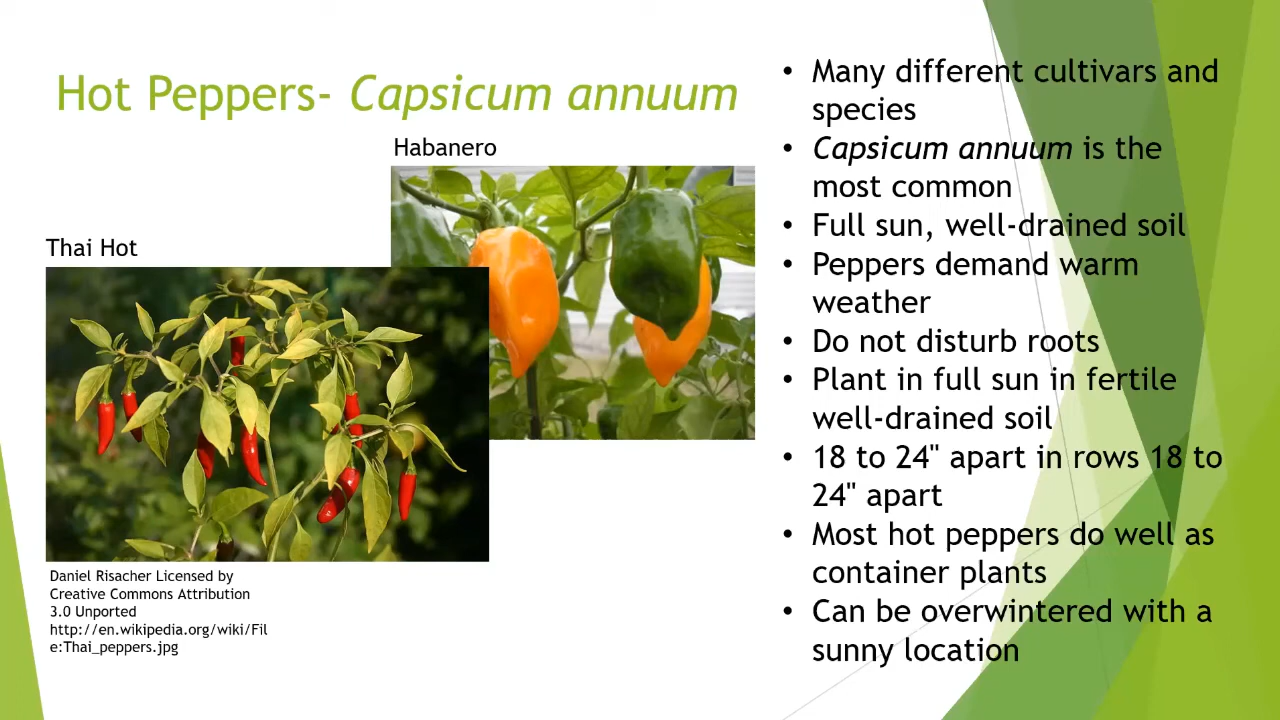 Hot Peppers- Capsicum annuum
Habanero
Thai Hot
Daniel Risacher Licensed by
Creative Commons Attribution
3.0 Unported
http://en.wikipedia.org/wiki/Fil
e:Thai_peppers.jpg
• Many different cultivars and
species
• Capsicum annuum is the
most common
• Full sun, well-drained soil
• Peppers demand warm
weather
• Do not disturb roots
• Plant in full sun in fertile
well-drained soil
• 18 to 24" apart in rows 18 to
24" apart
• Most hot peppers do well as
container plants
• Can be overwintered with a
sunny location